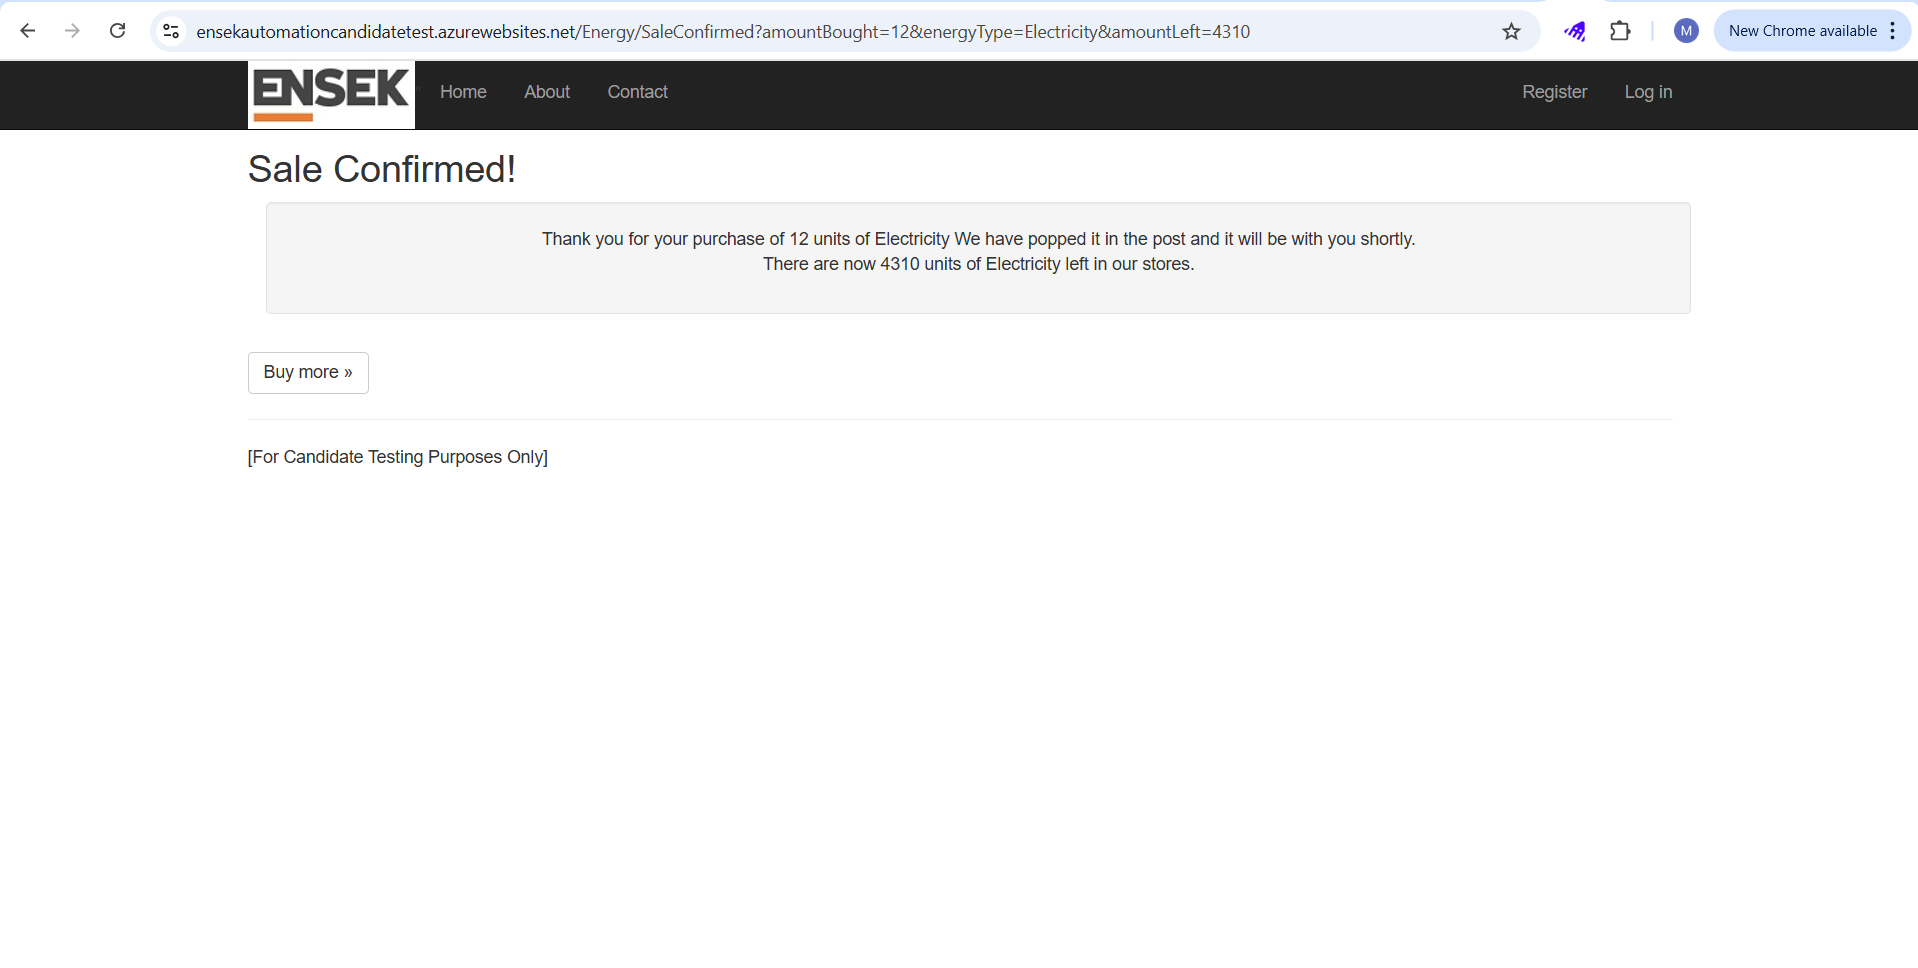 ensekautomationcandidatetest.azurewebsites.net/Energy/SaleConfirmed?amountBought=12&energyType=Electricity&amountLeft=4310
M
New Chrome available
ENSEK
Home About Contact Register Log in
Sale Confirmed!
Thank you for your purchase of 12 units of Electricity We have popped it in the post and it will be with you shortly.
There are now 4310 units of Electricity left in our stores.
Buy more »
[For Candidate Testing Purposes Only]